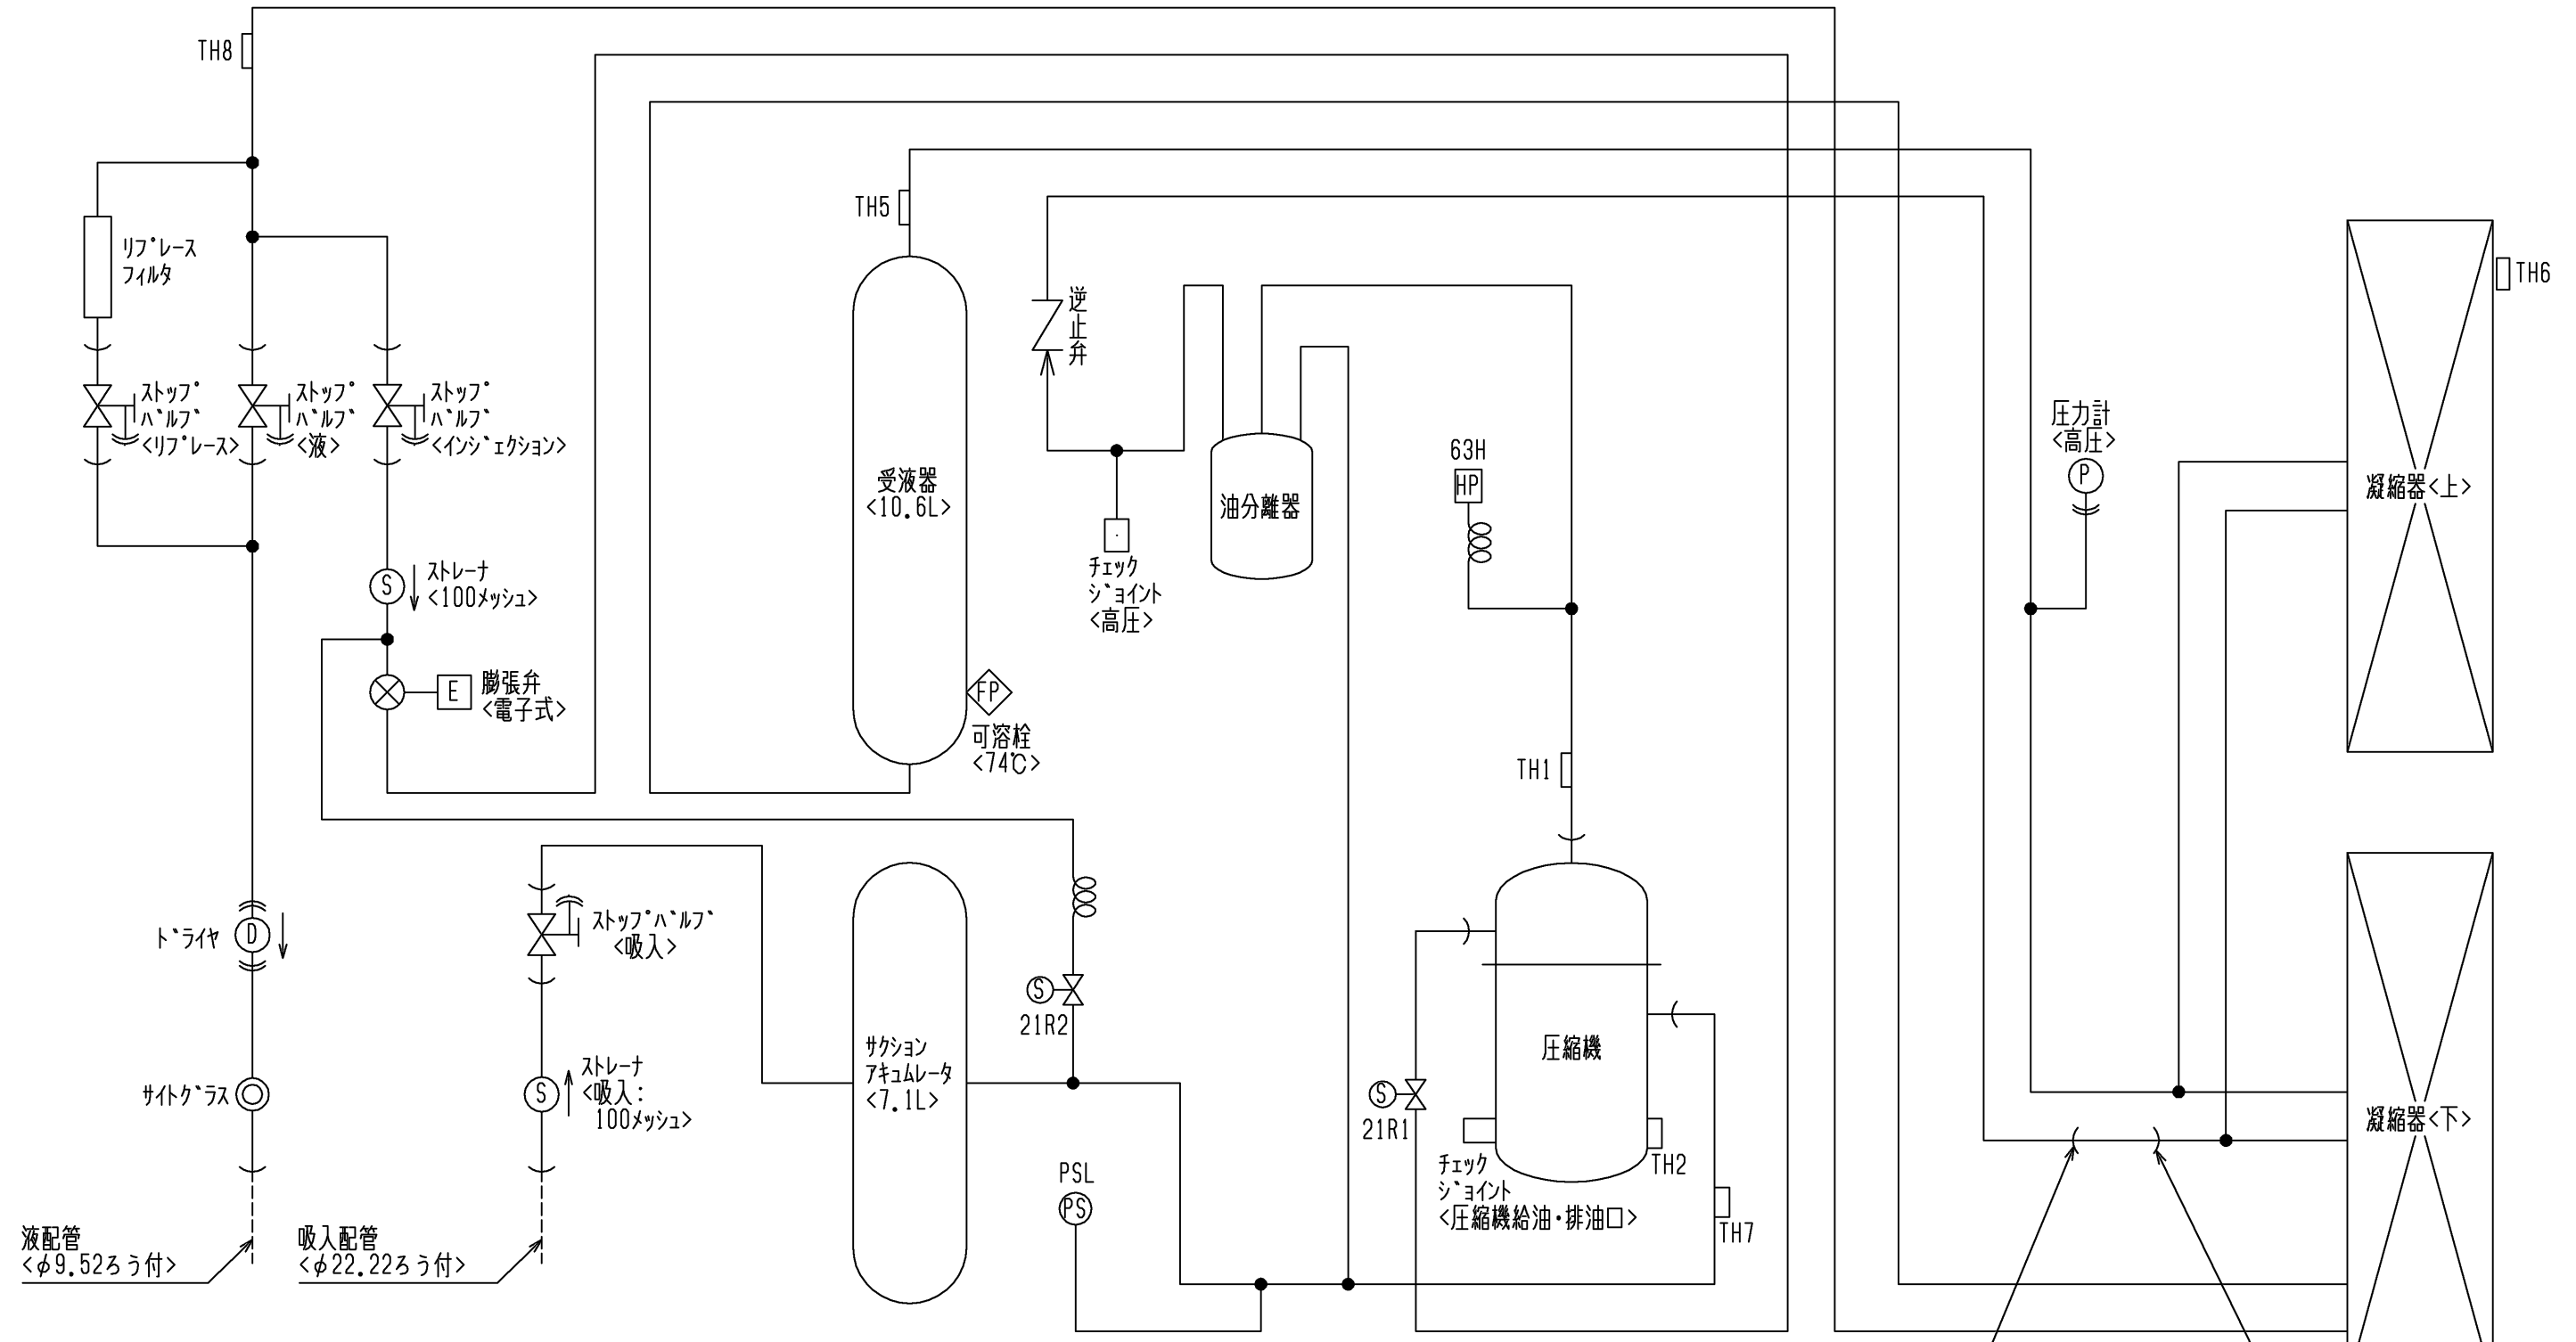 TH8
リプレース
フィルタ
ストップ
バルブ
<リプレース>
ストップ
バルブ
<液>
ストップ
バルブ
<インジェクション>
S
ストレーナ
<100メッシュ>
E
膨張弁
<電子式>
TH5
受液器
<10.6L>
FP
可溶栓
<74℃>
逆止弁
チェック
ジョイント
<高圧>
油分離器
63H
HP
TH1
圧力計
<高圧>
P
TH6
凝縮器<上>
凝縮器<下>
ドライヤ
D
サイトグラス
液配管
<φ9.52ろう付>
ストップバルブ
<吸入>
S
ストレーナ
<吸入:
100メッシュ>
吸入配管
<φ22.22ろう付>
サクション
アキュムレータ
<7.1L>
S
21R2
PSL
PS
S
21R1
圧縮機
チェック
ジョイント
<圧縮機給油・排油口>
TH2
TH7